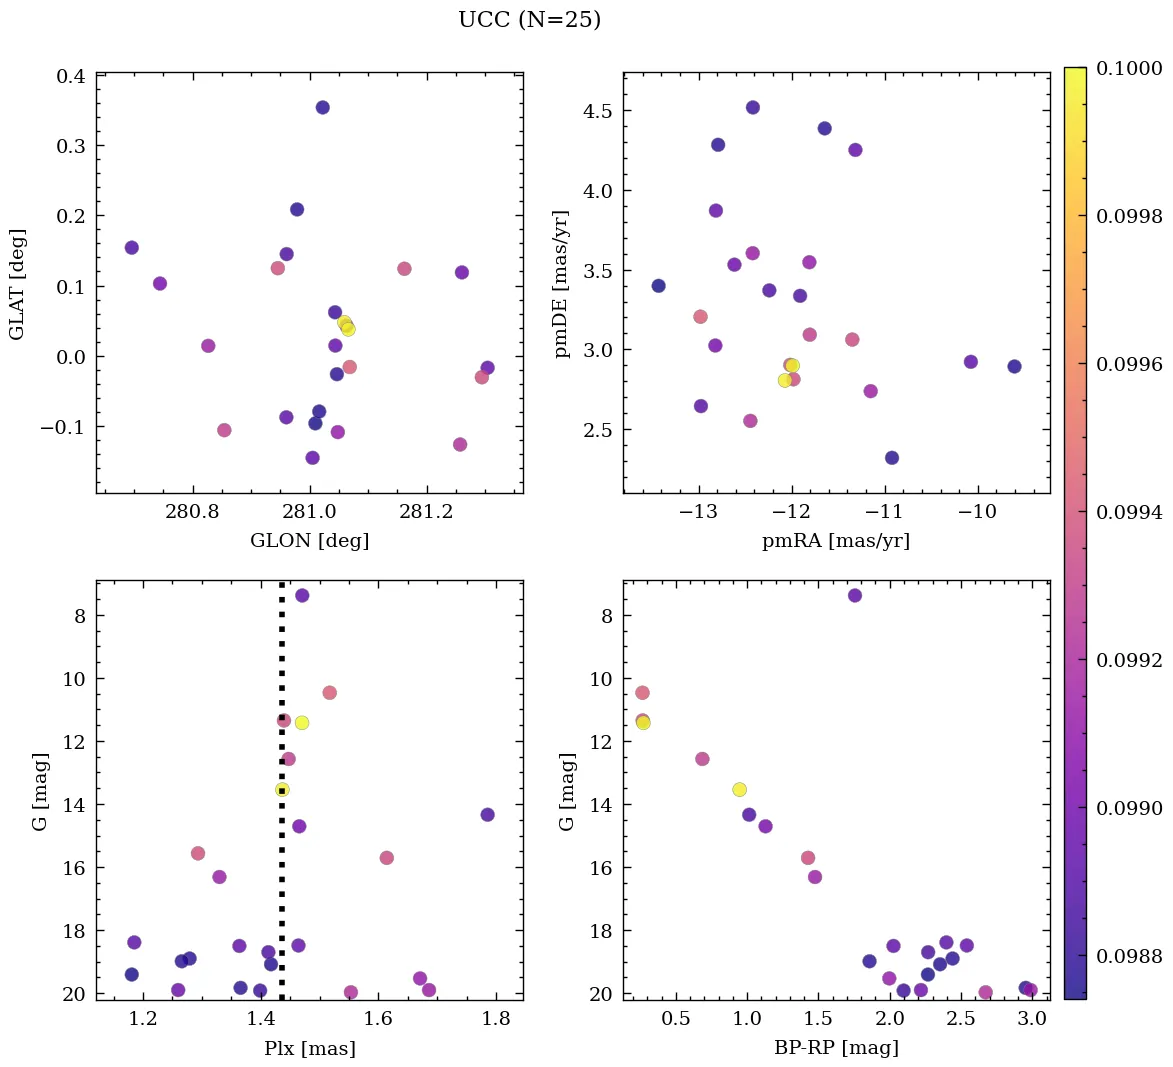 UCC (N=25)
0.4
0.3
0.2
0.1
0.0
−0.1
GLAT [deg]
280.8 281.0 281.2
GLON [deg]
4.5
4.0
3.5
3.0
2.5
pmDE [mas/yr]
−13 −12 −11 −10
pmRA [mas/yr]
0.1000
0.0998
0.0996
0.0994
0.0992
0.0990
0.0988
8
10
12
14
16
18
20
G [mag]
1.2 1.4 1.6 1.8
Plx [mas]
8
10
12
14
16
18
20
G [mag]
0.5 1.0 1.5 2.0 2.5 3.0
BP-RP [mag]